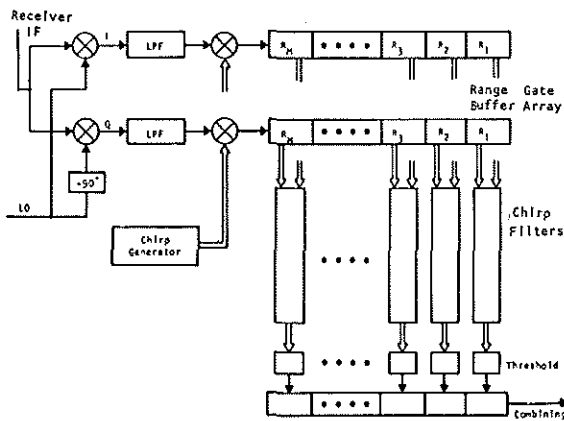 Receiver
IF
I
LPF
R_M
R_3
R_2
R_1
Range Gate
Buffer Array
Q
LPF
R_M
R_3
R_2
R_1
+90°
LO
Chirp
Generator
Chirp
Filters
Threshold
Combining